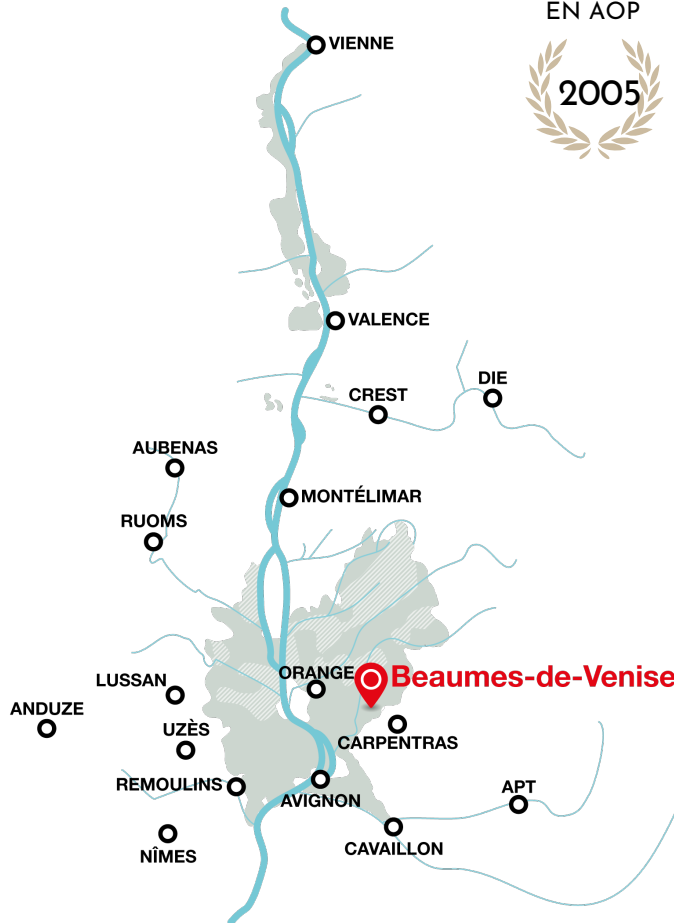 EN AOP
2005
VIENNE
VALENCE
DIE
CREST
AUBENAS
MONTÉLIMAR
RUOMS
ORANGE
Beaumes-de-Venise
LUSSAN
ANDUZE
UZÈS
CARPENTRAS
REMOULINS
APT
AVIGNON
CAVAILLON
NÎMES